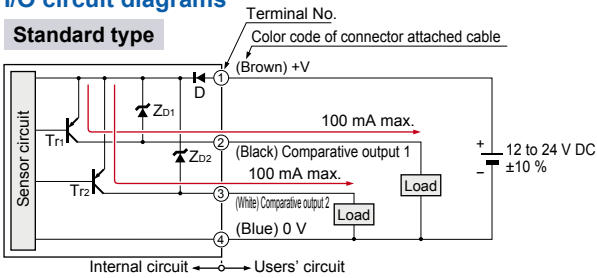 I/O circuit diagrams
Standard type
Terminal No.
Color code of connector attached cable
(Brown) +V
1
D
ZD1
Sensor circuit
Tr1
100 mA max.
2
(Black) Comparative output 1
ZD2
100 mA max.
Tr2
3
(White) Comparative output 2
Load
Load
+
−
12 to 24 V DC
±10 %
4
(Blue) 0 V
Internal circuit
Users' circuit